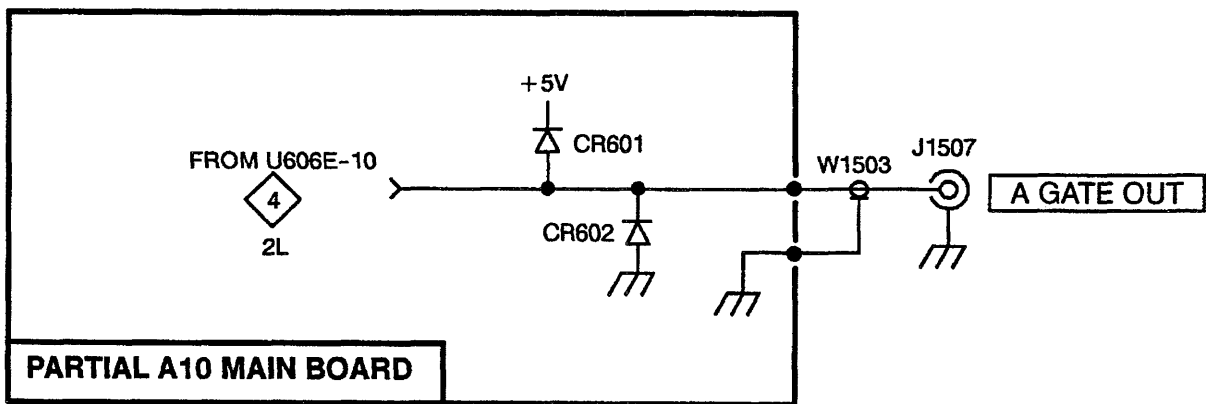 +5V
CR601
FROM U606E-10
4
2L
CR602
W1503
J1507
A GATE OUT
PARTIAL A10 MAIN BOARD